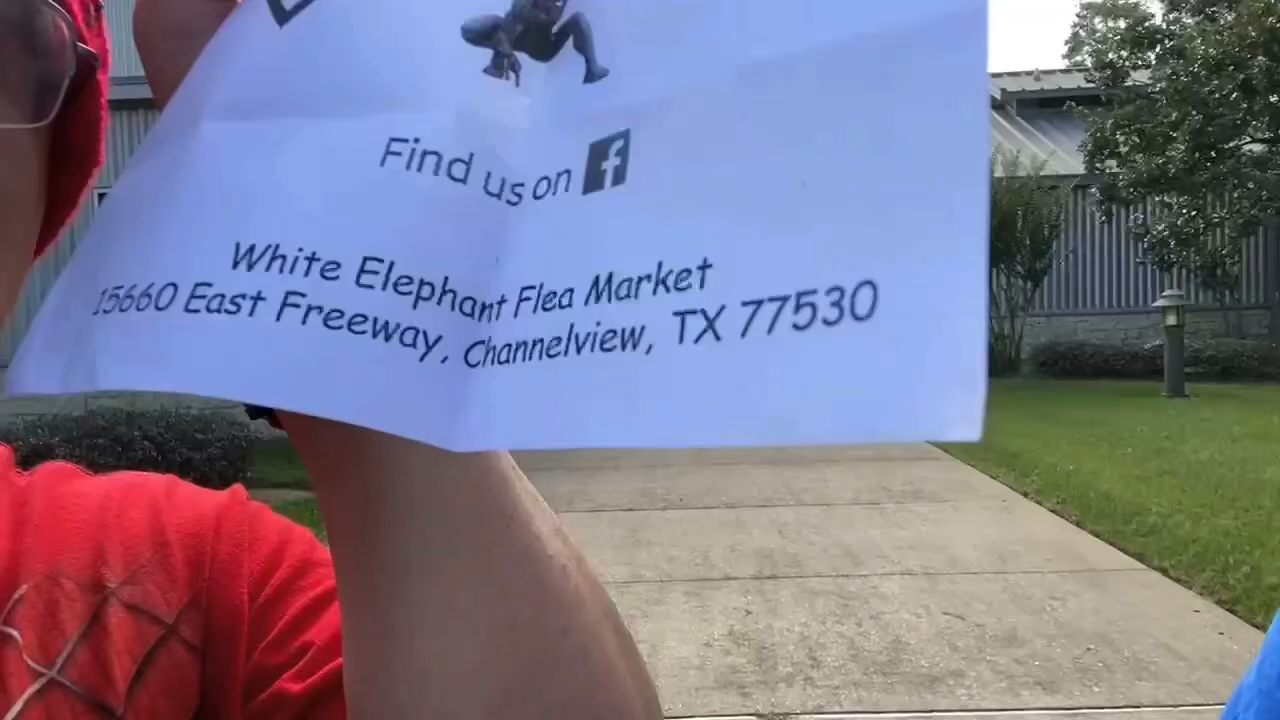 Find us on f
White Elephant Flea Market
15660 East Freeway, Channelview, TX 77530